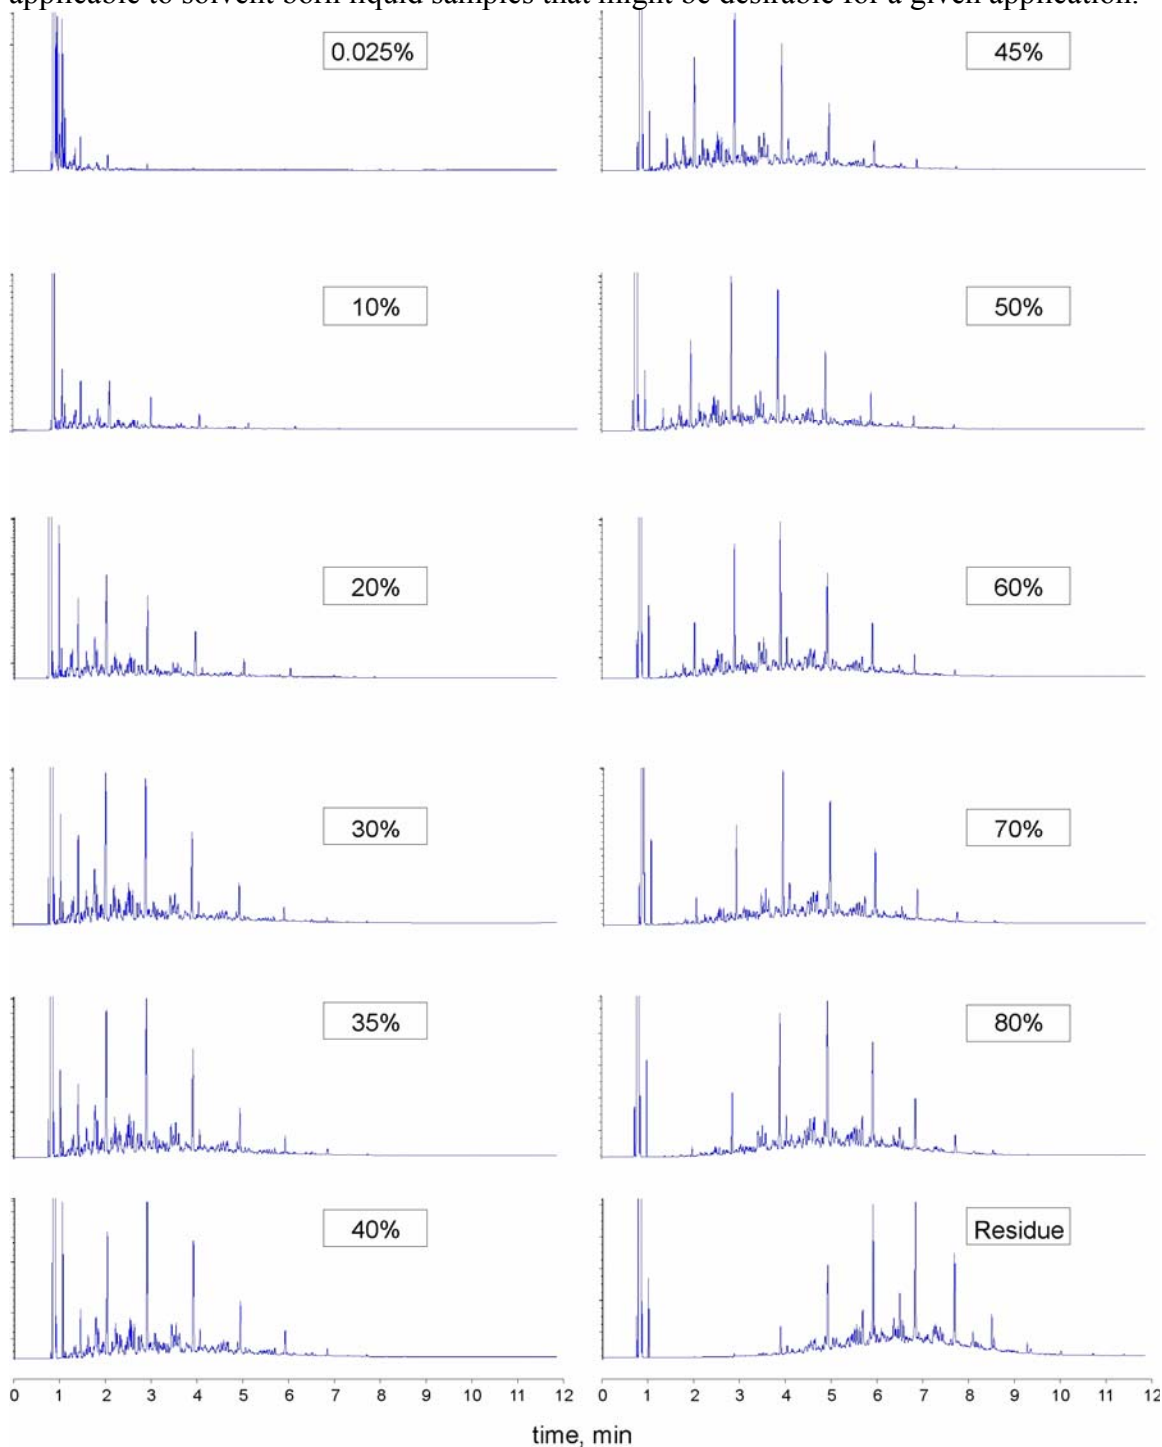 applicable to solvent born liquid samples that might be desirable for a given application.
0.025%
45%
10%
50%
20%
60%
30%
70%
35%
80%
40%
Residue
0 1 2 3 4 5 6 7 8 9 10 11 12
0 1 2 3 4 5 6 7 8 9 10 11 12
time, min